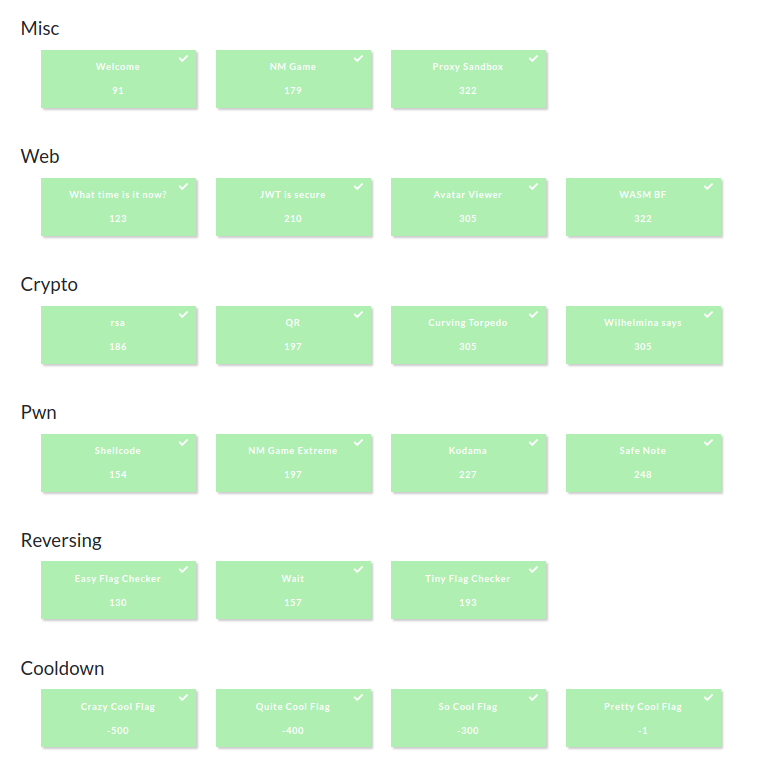 Misc
Welcome
91
NM Game
179
Proxy Sandbox
322
Web
What time is it now?
123
JWT is secure
210
Avatar Viewer
305
WASM BF
322
Crypto
rsa
186
QR
197
Curving Torpedo
305
Wilhelmina says
305
Pwn
Shellcode
154
NM Game Extreme
197
Kodama
227
Safe Note
248
Reversing
Easy Flag Checker
130
Wait
157
Tiny Flag Checker
193
Cooldown
Crazy Cool Flag
-500
Quite Cool Flag
-400
So Cool Flag
-300
Pretty Cool Flag
-1